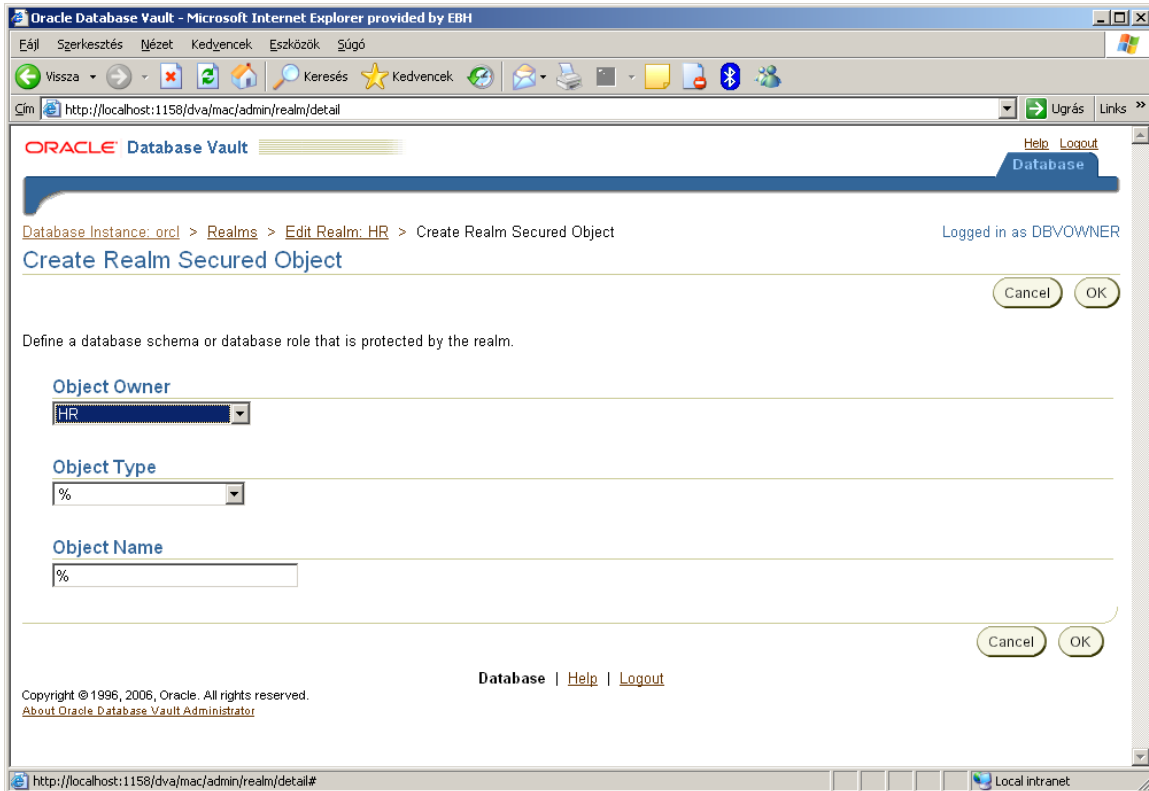 Oracle Database Vault - Microsoft Internet Explorer provided by EBH
Fájl Szerkesztés Nézet Kedvencek Eszközök Súgó
Vissza Keresés Kedvencek
Cím http://localhost:1158/dva/mac/admin/realm/detail Ugrás Links »
ORACLE Database Vault Help Logout
Database
Database Instance: orcl > Realms > Edit Realm: HR > Create Realm Secured Object Logged in as DBVOWNER
Create Realm Secured Object
Cancel OK
Define a database schema or database role that is protected by the realm.
Object Owner
HR
Object Type
%
Object Name
%
Cancel OK
Database | Help | Logout
Copyright © 1996, 2006, Oracle. All rights reserved.
About Oracle Database Vault Administrator
http://localhost:1158/dva/mac/admin/realm/detail# Local intranet